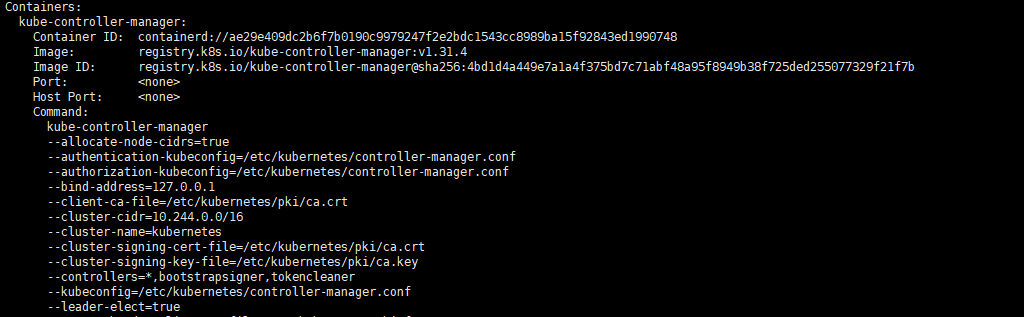 Containers:
kube-controller-manager:
Container ID: containerd://ae29e409dc2b6f7b0190c9979247f2e2bdc1543cc8989ba15f92843ed1990748
Image: registry.k8s.io/kube-controller-manager:v1.31.4
Image ID: registry.k8s.io/kube-controller-manager@sha256:4bd1d4a449e7a1a4f375bd7c71abf48a95f8949b38f725ded255077329f21f7b
Port: <none>
Host Port: <none>
Command:
kube-controller-manager
--allocate-node-cidrs=true
--authentication-kubeconfig=/etc/kubernetes/controller-manager.conf
--authorization-kubeconfig=/etc/kubernetes/controller-manager.conf
--bind-address=127.0.0.1
--client-ca-file=/etc/kubernetes/pki/ca.crt
--cluster-cidr=10.244.0.0/16
--cluster-name=kubernetes
--cluster-signing-cert-file=/etc/kubernetes/pki/ca.crt
--cluster-signing-key-file=/etc/kubernetes/pki/ca.key
--controllers=*,bootstrapsigner,tokencleaner
--kubeconfig=/etc/kubernetes/controller-manager.conf
--leader-elect=true